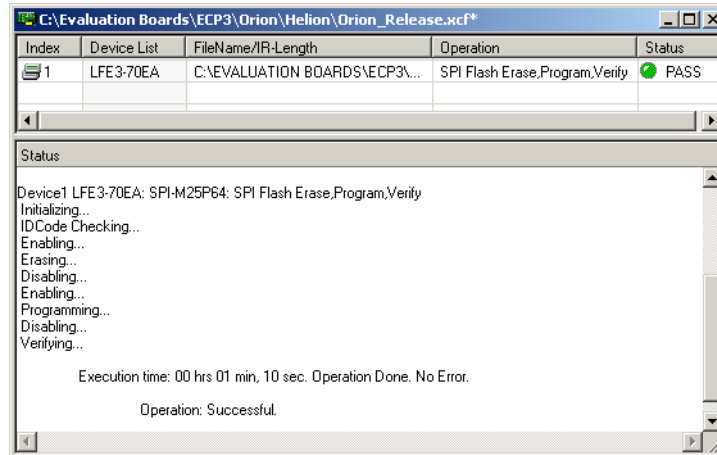 C:\Evaluation Boards\ECP3\Orion\Helion\Orion_Release.xcf*
Index Device List FileName/IR-Length Operation Status
1 LFE3-70EA C:\EVALUATION BOARDS\ECP3\... SPI Flash Erase,Program,Verify PASS
Status
Device1 LFE3-70EA: SPI-M25P64: SPI Flash Erase,Program,Verify
Initializing...
IDCode Checking...
Enabling...
Erasing...
Disabling...
Enabling...
Programming...
Disabling...
Verifying...
Execution time: 00 hrs 01 min, 10 sec. Operation Done. No Error.
Operation: Successful.